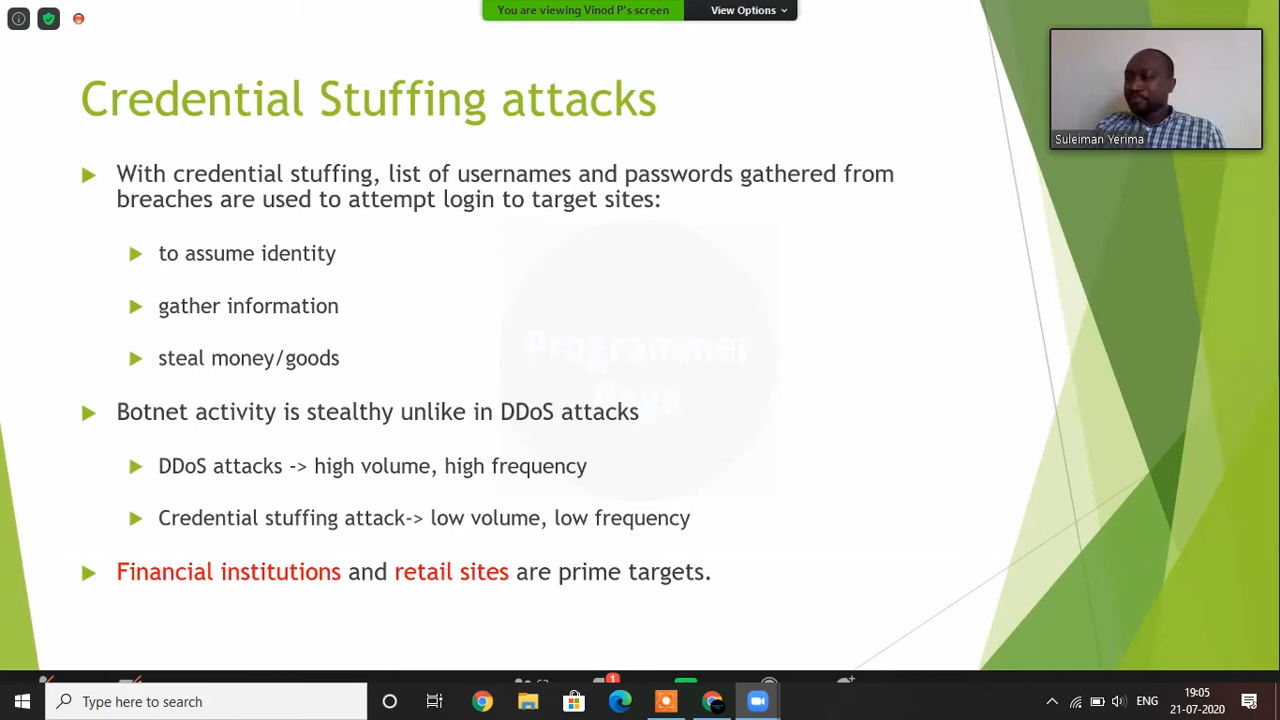 You are viewing Vinod P's screen
View Options
Suleiman Yerima
Credential Stuffing attacks
With credential stuffing, list of usernames and passwords gathered from
breaches are used to attempt login to target sites:
to assume identity
gather information
steal money/goods
Programmer
Page
Botnet activity is stealthy unlike in DDoS attacks
DDoS attacks -> high volume, high frequency
Credential stuffing attack-> low volume, low frequency
Financial institutions and retail sites are prime targets.
1
Type here to search
ENG
19:05
21-07-2020